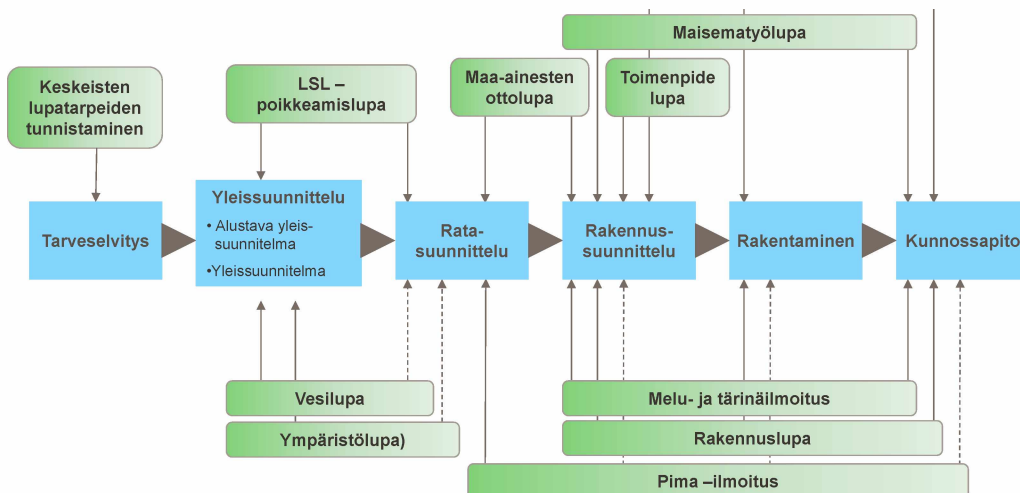 Maisematyölupa
Keskeisten
lupatarpeiden
tunnistaminen
LSL –
poikkeamislupa
Maa-ainesten
ottolupa
Toimenpide
lupa
Tarveselvitys
Yleissuunnittelu
• Alustava yleis-
suunnitelma
•Yleissuunnitelma
Rata-
suunnittelu
Rakennus-
suunnittelu
Rakentaminen
Kunnossapito
Vesilupa
Ympäristölupa)
Melu- ja tärinäilmoitus
Rakennuslupa
Pima –ilmoitus